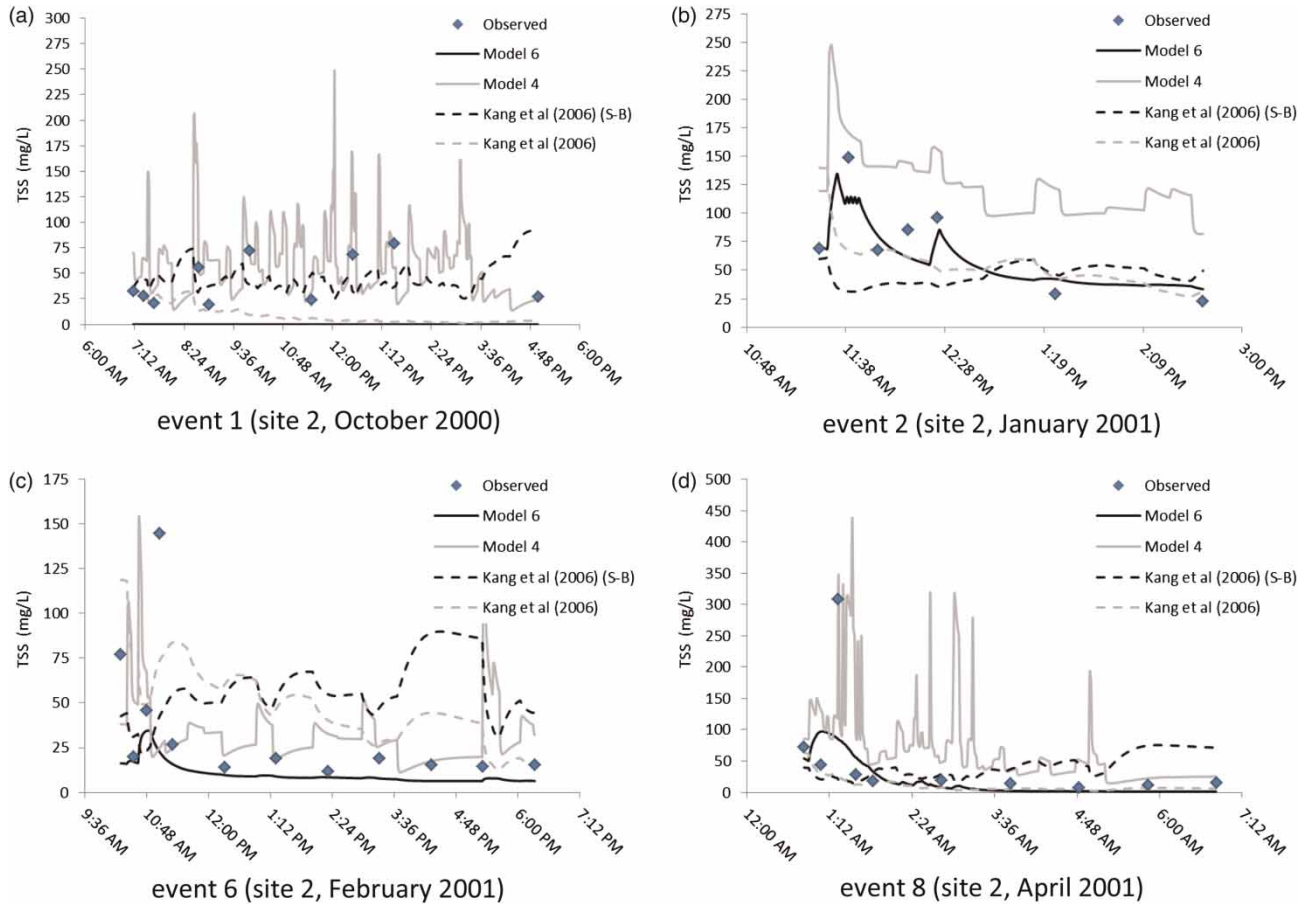 (a)
300
275
250
225
200
175
150
125
100
75
50
25
0
TSS (mg/L)
Observed
Model 6
Model 4
Kang et al (2006) (S-B)
Kang et al (2006)
6:00 AM
7:12 AM
8:24 AM
9:36 AM
10:48 AM
12:00 PM
1:12 PM
2:24 PM
3:36 PM
4:48 PM
6:00 PM
event 1 (site 2, October 2000)
(b)
275
250
225
200
175
150
125
100
75
50
25
0
TSS (mg/L)
Observed
Model 6
Model 4
Kang et al (2006) (S-B)
Kang et al (2006)
10:48 AM
11:38 AM
12:28 PM
1:19 PM
2:09 PM
3:00 PM
event 2 (site 2, January 2001)
(c)
175
150
125
100
75
50
25
0
TSS (mg/L)
Observed
Model 6
Model 4
Kang et al (2006) (S-B)
Kang et al (2006)
9:36 AM
10:48 AM
12:00 PM
1:12 PM
2:24 PM
3:36 PM
4:48 PM
6:00 PM
7:12 PM
event 6 (site 2, February 2001)
(d)
500
450
400
350
300
250
200
150
100
50
0
TSS (mg/L)
Observed
Model 6
Model 4
Kang et al (2006) (S-B)
Kang et al (2006)
12:00 AM
1:12 AM
2:24 AM
3:36 AM
4:48 AM
6:00 AM
7:12 AM
event 8 (site 2, April 2001)